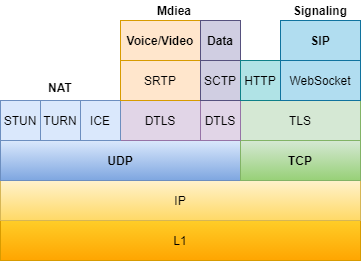 Mdiea
Signaling
Voice/Video
Data
SIP
SRTP
SCTP
HTTP
WebSocket
NAT
STUN
TURN
ICE
DTLS
DTLS
TLS
UDP
TCP
IP
L1